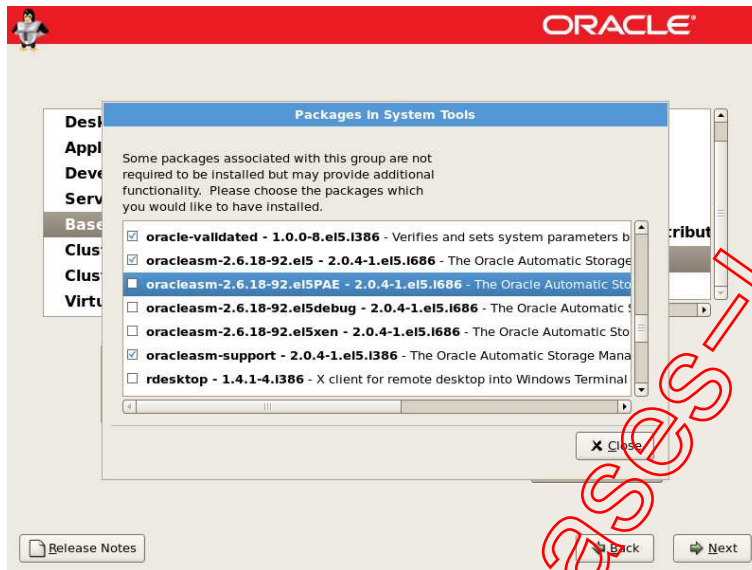 ORACLE
Packages in System Tools
Some packages associated with this group are not
required to be installed but may provide additional
functionality. Please choose the packages which
you would like to have installed.
oracle-validated - 1.0.0-8.el5.i386 - Verifies and sets system parameters b
oracleasm-2.6.18-92.el5 - 2.0.4-1.el5.i686 - The Oracle Automatic Storage
oracleasm-2.6.18-92.el5PAE - 2.0.4-1.el5.i686 - The Oracle Automatic Sto
oracleasm-2.6.18-92.el5debug - 2.0.4-1.el5.i686 - The Oracle Automatic S
oracleasm-2.6.18-92.el5xen - 2.0.4-1.el5.i686 - The Oracle Automatic Sto
oracleasm-support - 2.0.4-1.el5.i386 - The Oracle Automatic Storage Mana
rdesktop - 1.4.1-4.i386 - X client for remote desktop into Windows Terminal
Desk
Appl
Deve
Serv
Base
Clus
Clus
Virtu
tribut
Close
Release Notes
Back
Next
ases-I